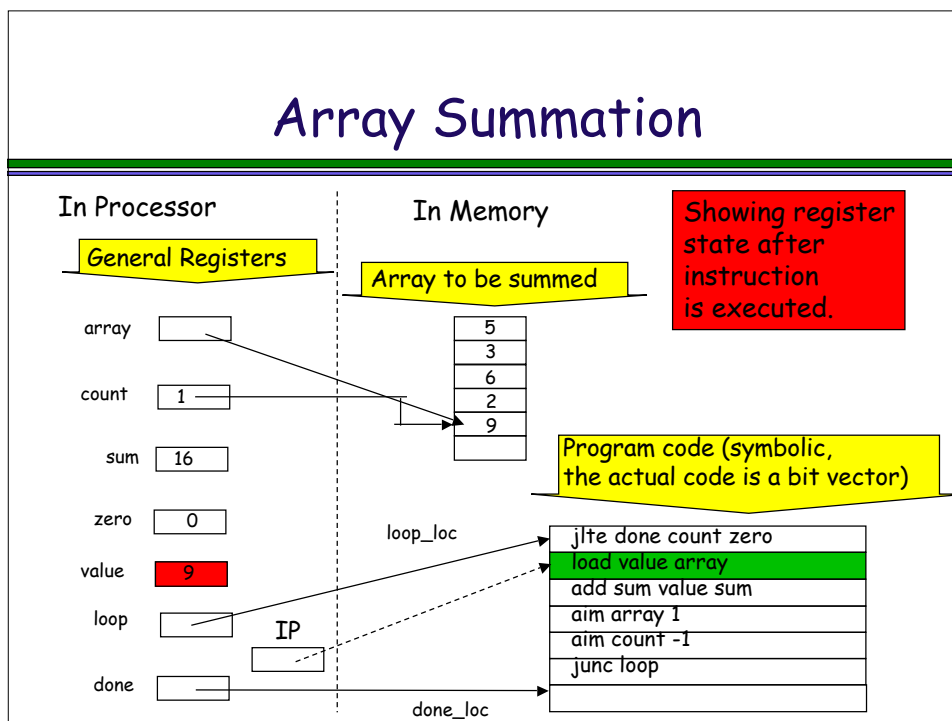 Array Summation
In Processor
In Memory
Showing register
state after
instruction
is executed.
General Registers
Array to be summed
array
count
1
sum
16
zero
0
value
9
loop
IP
done
5
3
6
2
9
Program code (symbolic,
the actual code is a bit vector)
loop_loc
jlte done count zero
load value array
add sum value sum
aim array 1
aim count -1
junc loop
done_loc